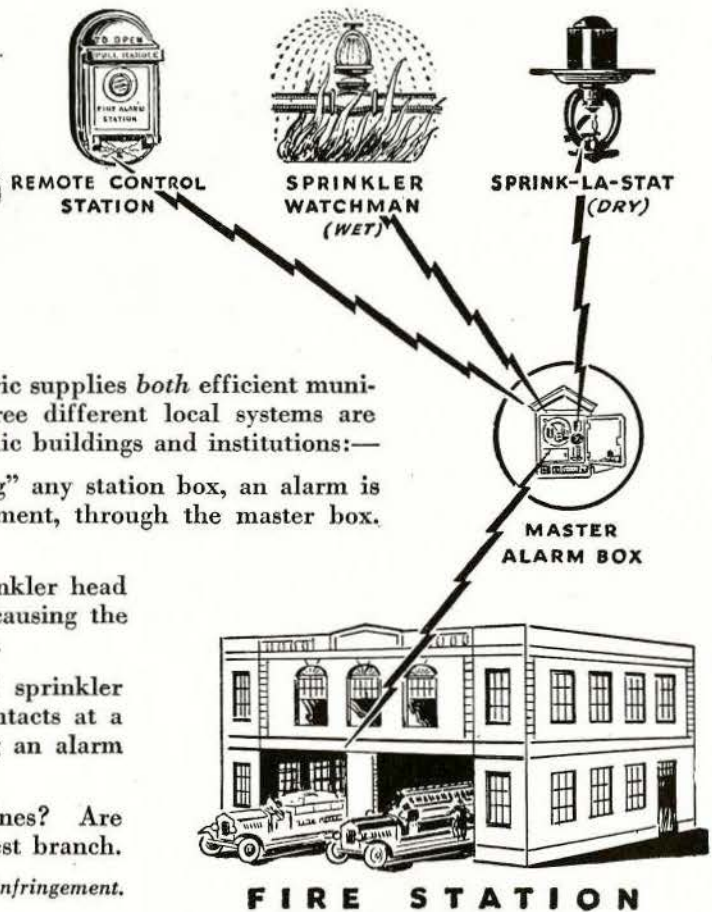 TO OPEN
PULL HANDLE
FIRE ALARM
STATION
REMOTE CONTROL
STATION
SPRINKLER
WATCHMAN
(WET)
SPRINK-LA-STAT
(DRY)
ric supplies both efficient muni-
ree different local systems are
ic buildings and institutions:—
g” any station box, an alarm is
ment, through the master box.
MASTER
ALARM BOX
nkler head
causing the
sprinkler
ntacts at a
g an alarm
nes? Are
est branch.
nfringement.
FIRE STATION